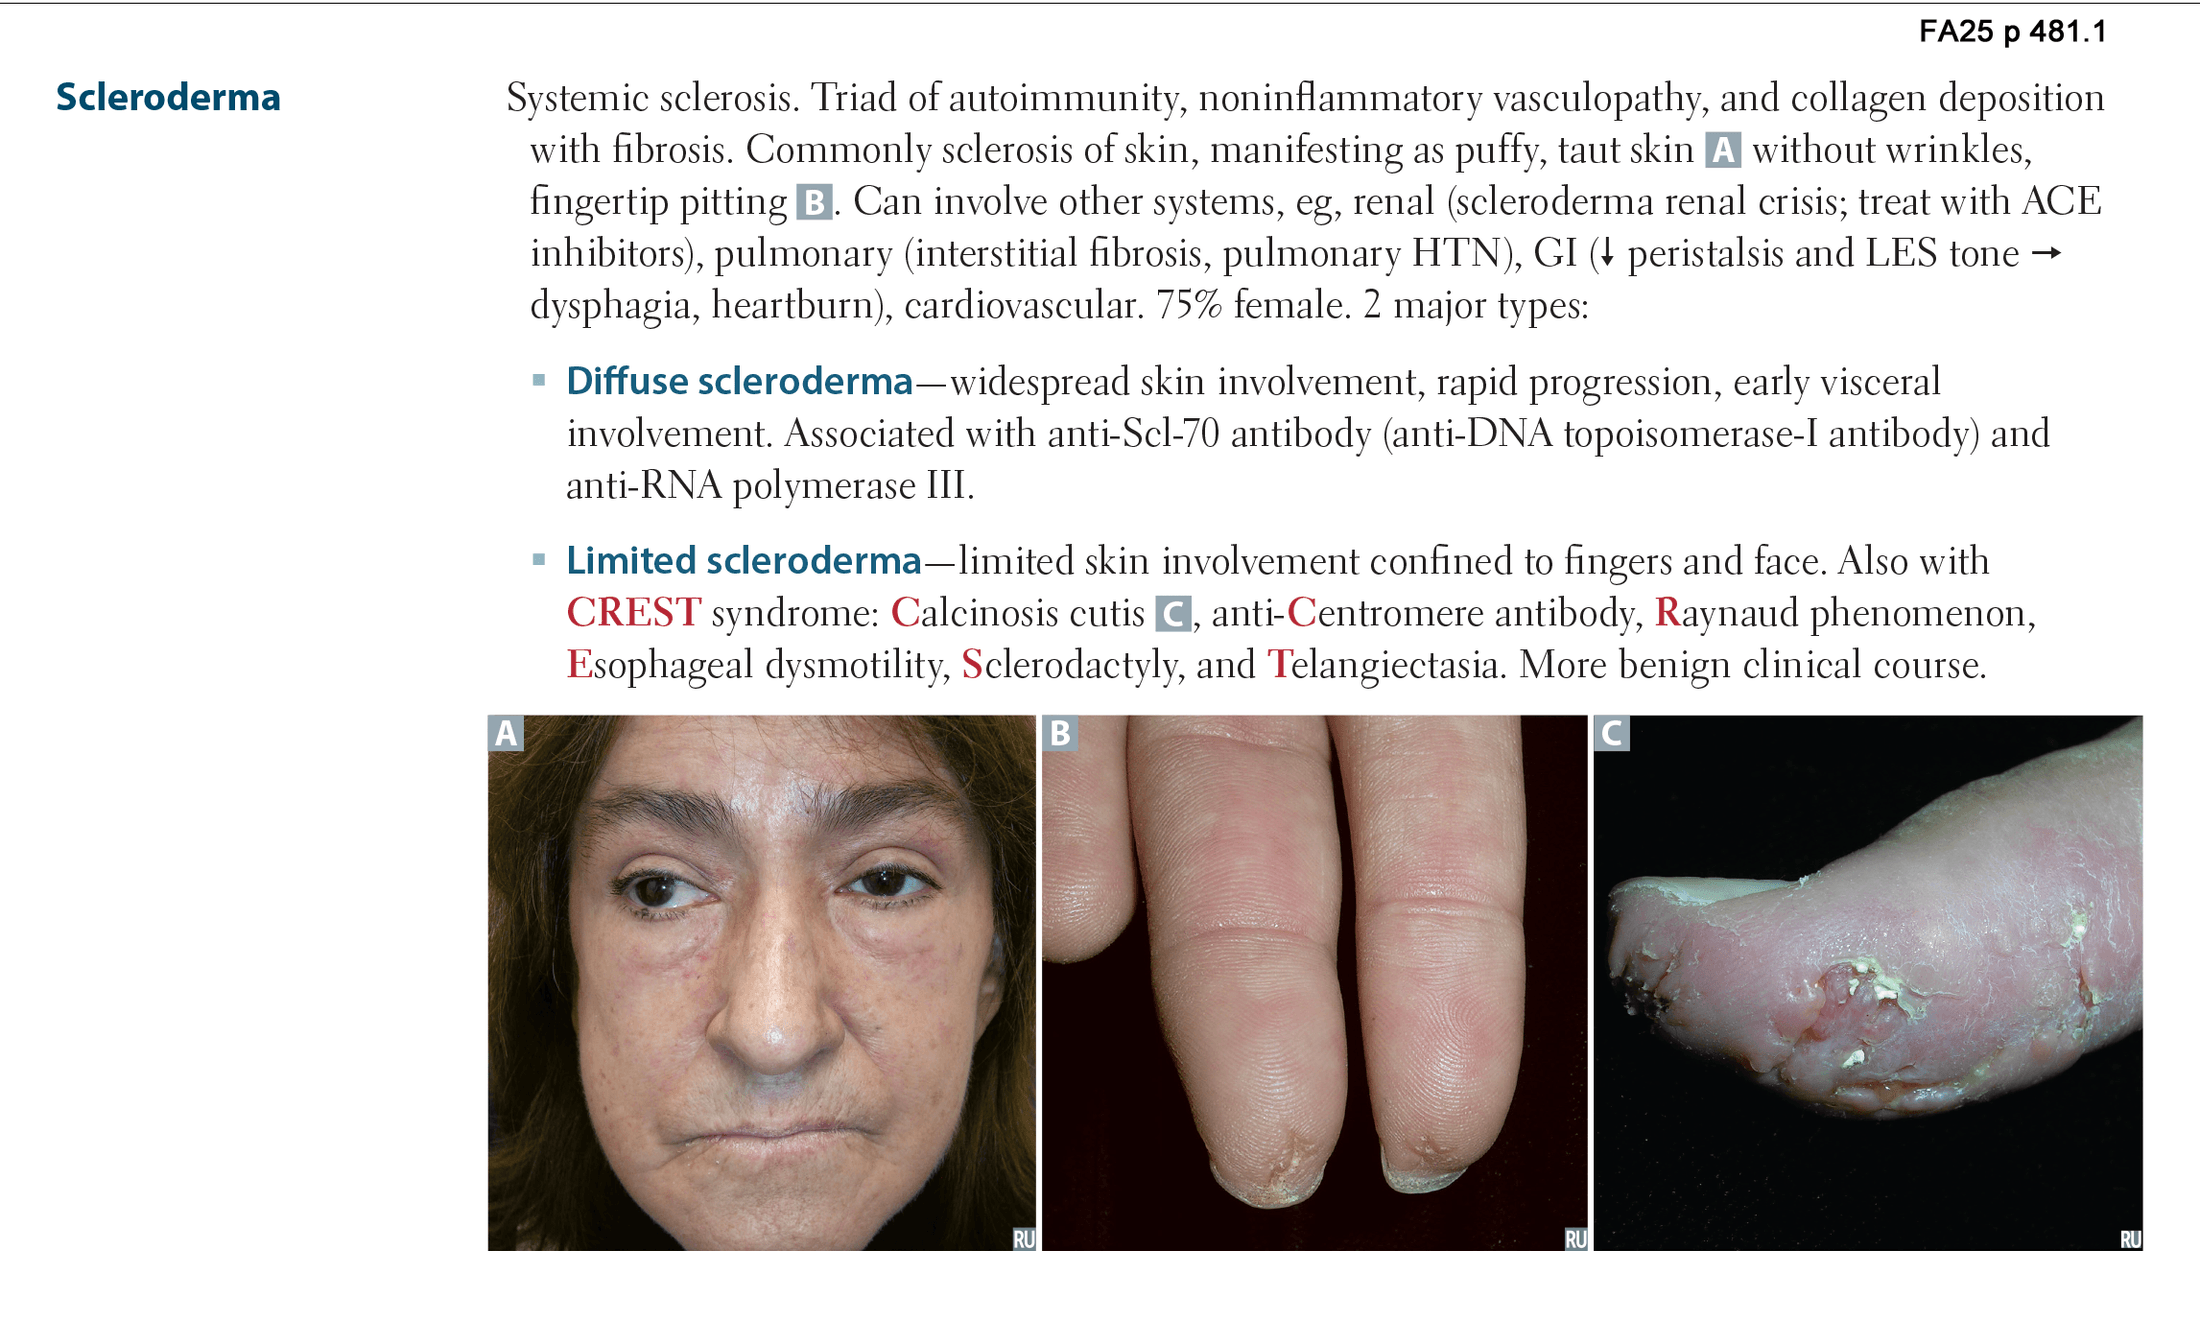 FA25 p 481.1
Scleroderma
Systemic sclerosis. Triad of autoimmunity, noninflammatory vasculopathy, and collagen deposition
with fibrosis. Commonly sclerosis of skin, manifesting as puffy, taut skin A without wrinkles,
fingertip pitting B. Can involve other systems, eg, renal (scleroderma renal crisis; treat with ACE
inhibitors), pulmonary (interstitial fibrosis, pulmonary HTN), GI (↓ peristalsis and LES tone →
dysphagia, heartburn), cardiovascular. 75% female. 2 major types:
▪ Diffuse scleroderma—widespread skin involvement, rapid progression, early visceral
involvement. Associated with anti-Scl-70 antibody (anti-DNA topoisomerase-I antibody) and
anti-RNA polymerase III.
▪ Limited scleroderma—limited skin involvement confined to fingers and face. Also with
CREST syndrome: Calcinosis cutis C, anti-Centromere antibody, Raynaud phenomenon,
Esophageal dysmotility, Sclerodactyly, and Telangiectasia. More benign clinical course.
A
B
C
RU
RU
RU